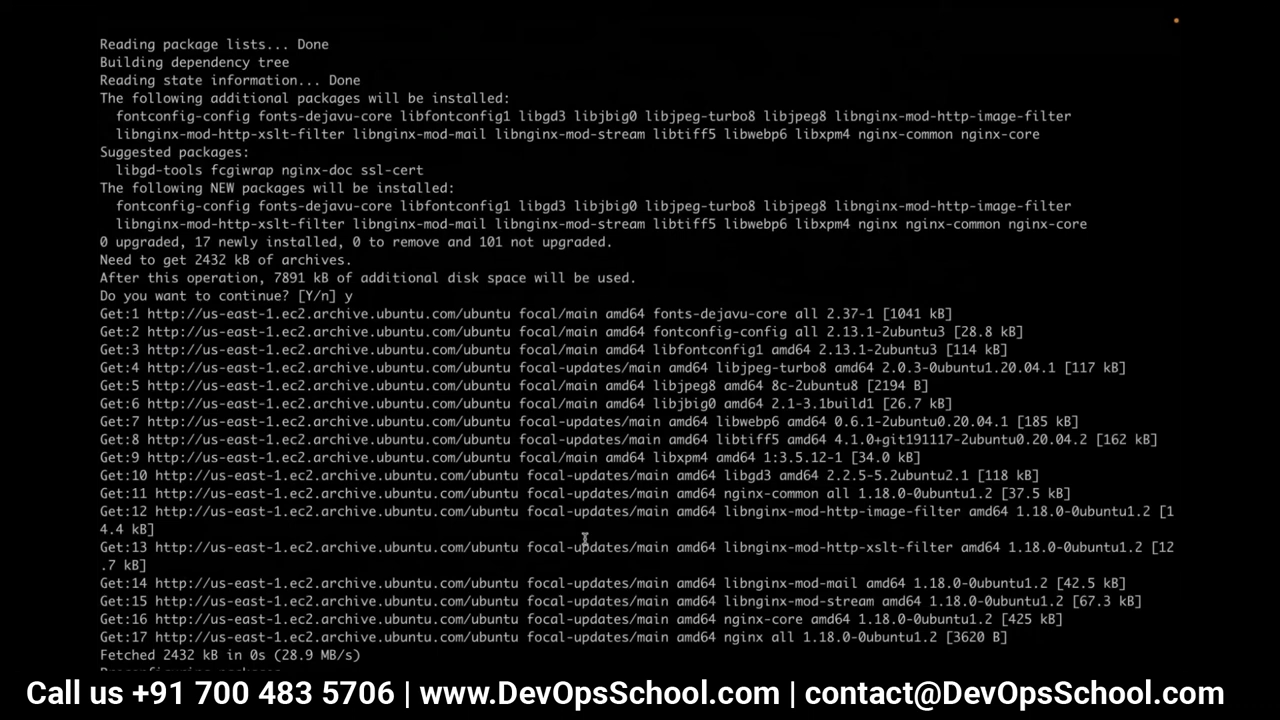 Reading package lists... Done
Building dependency tree
Reading state information... Done
The following additional packages will be installed:
fontconfig-config fonts-dejavu-core libfontconfig1 libgd3 libjbig0 libjpeg-turbo8 libjpeg8 libnginx-mod-http-image-filter
libnginx-mod-http-xslt-filter libnginx-mod-mail libnginx-mod-stream libtiff5 libwebp6 libxpm4 nginx-common nginx-core
Suggested packages:
libgd-tools fcgiwrap nginx-doc ssl-cert
The following NEW packages will be installed:
fontconfig-config fonts-dejavu-core libfontconfig1 libgd3 libjbig0 libjpeg-turbo8 libjpeg8 libnginx-mod-http-image-filter
libnginx-mod-http-xslt-filter libnginx-mod-mail libnginx-mod-stream libtiff5 libwebp6 libxpm4 nginx nginx-common nginx-core
0 upgraded, 17 newly installed, 0 to remove and 101 not upgraded.
Need to get 2432 kB of archives.
After this operation, 7891 kB of additional disk space will be used.
Do you want to continue? [Y/n] y
Get:1 http://us-east-1.ec2.archive.ubuntu.com/ubuntu focal/main amd64 fonts-dejavu-core all 2.37-1 [1041 kB]
Get:2 http://us-east-1.ec2.archive.ubuntu.com/ubuntu focal/main amd64 fontconfig-config all 2.13.1-2ubuntu3 [28.8 kB]
Get:3 http://us-east-1.ec2.archive.ubuntu.com/ubuntu focal/main amd64 libfontconfig1 amd64 2.13.1-2ubuntu3 [114 kB]
Get:4 http://us-east-1.ec2.archive.ubuntu.com/ubuntu focal-updates/main amd64 libjpeg-turbo8 amd64 2.0.3-0ubuntu1.20.04.1 [117 kB]
Get:5 http://us-east-1.ec2.archive.ubuntu.com/ubuntu focal/main amd64 libjpeg8 amd64 8c-2ubuntu8 [2194 B]
Get:6 http://us-east-1.ec2.archive.ubuntu.com/ubuntu focal/main amd64 libjbig0 amd64 2.1-3.1build1 [26.7 kB]
Get:7 http://us-east-1.ec2.archive.ubuntu.com/ubuntu focal-updates/main amd64 libwebp6 amd64 0.6.1-2ubuntu0.20.04.1 [185 kB]
Get:8 http://us-east-1.ec2.archive.ubuntu.com/ubuntu focal-updates/main amd64 libtiff5 amd64 4.1.0+git191117-2ubuntu0.20.04.2 [162 kB]
Get:9 http://us-east-1.ec2.archive.ubuntu.com/ubuntu focal/main amd64 libxpm4 amd64 1:3.5.12-1 [34.0 kB]
Get:10 http://us-east-1.ec2.archive.ubuntu.com/ubuntu focal-updates/main amd64 libgd3 amd64 2.2.5-5.2ubuntu2.1 [118 kB]
Get:11 http://us-east-1.ec2.archive.ubuntu.com/ubuntu focal-updates/main amd64 nginx-common all 1.18.0-0ubuntu1.2 [37.5 kB]
Get:12 http://us-east-1.ec2.archive.ubuntu.com/ubuntu focal-updates/main amd64 libnginx-mod-http-image-filter amd64 1.18.0-0ubuntu1.2 [1
4.4 kB]
Get:13 http://us-east-1.ec2.archive.ubuntu.com/ubuntu focal-updates/main amd64 libnginx-mod-http-xslt-filter amd64 1.18.0-0ubuntu1.2 [12
.7 kB]
Get:14 http://us-east-1.ec2.archive.ubuntu.com/ubuntu focal-updates/main amd64 libnginx-mod-mail amd64 1.18.0-0ubuntu1.2 [42.5 kB]
Get:15 http://us-east-1.ec2.archive.ubuntu.com/ubuntu focal-updates/main amd64 libnginx-mod-stream amd64 1.18.0-0ubuntu1.2 [67.3 kB]
Get:16 http://us-east-1.ec2.archive.ubuntu.com/ubuntu focal-updates/main amd64 nginx-core amd64 1.18.0-0ubuntu1.2 [425 kB]
Get:17 http://us-east-1.ec2.archive.ubuntu.com/ubuntu focal-updates/main amd64 nginx all 1.18.0-0ubuntu1.2 [3620 B]
Fetched 2432 kB in 0s (28.9 MB/s)
Call us +91 700 483 5706 | www.DevOpsSchool.com | contact@DevOpsSchool.com